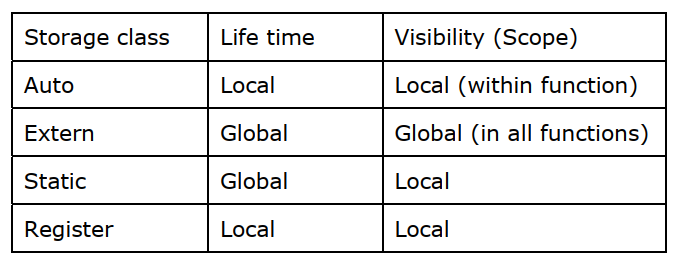 Storage class Life time Visibility (Scope)
Auto Local Local (within function)
Extern Global Global (in all functions)
Static Global Local
Register Local Local